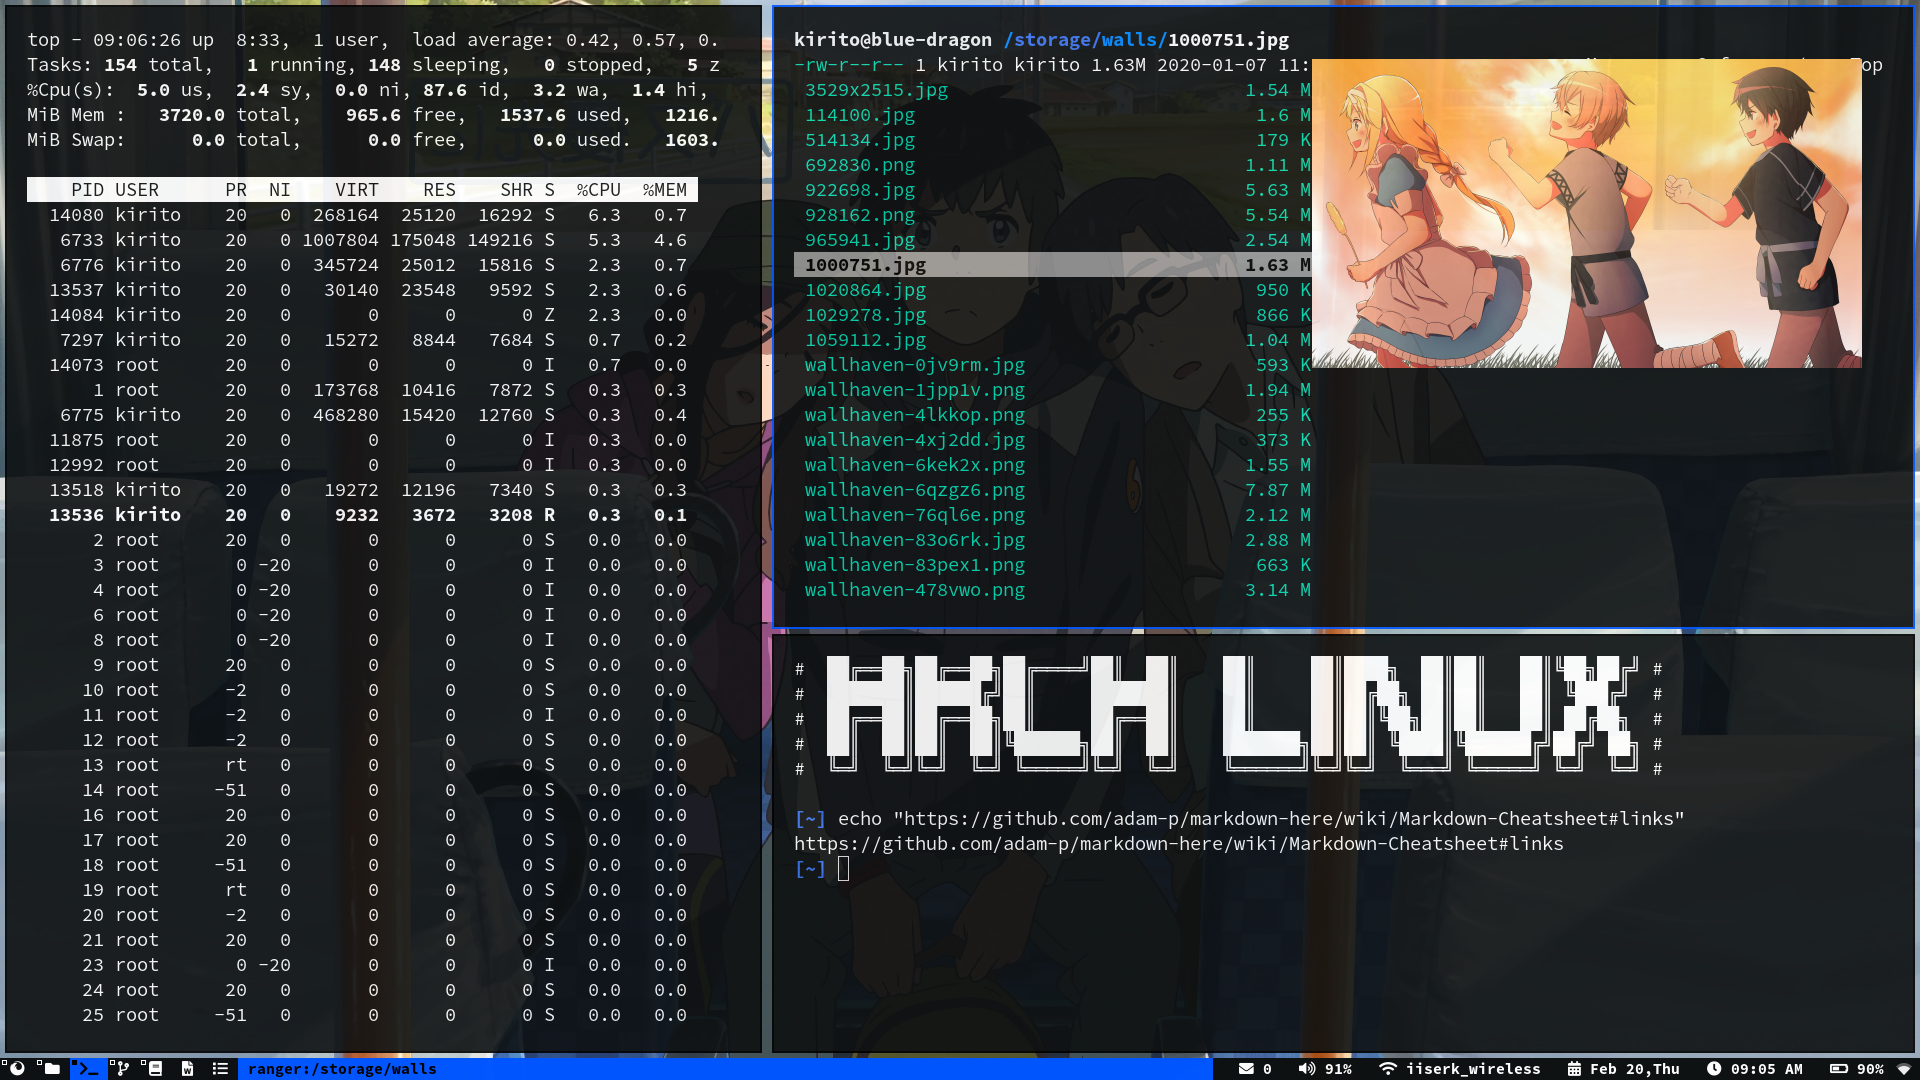 top - 09:06:26 up  8:33,  1 user,  load average: 0.42, 0.57, 0.
Tasks: 154 total,   1 running, 148 sleeping,   0 stopped,   5 z
%Cpu(s):  5.0 us,  2.4 sy,  0.0 ni, 87.6 id,  3.2 wa,  1.4 hi,
MiB Mem :   3720.0 total,    965.6 free,   1537.6 used,   1216.
MiB Swap:      0.0 total,      0.0 free,      0.0 used.   1603.
PID USER PR NI VIRT RES SHR S %CPU %MEM
14080 kirito 20 0 268164 25120 16292 S 6.3 0.7
6733 kirito 20 0 1007804 175048 149216 S 5.3 4.6
6776 kirito 20 0 345724 25012 15816 S 2.3 0.7
13537 kirito 20 0 30140 23548 9592 S 2.3 0.6
14084 kirito 20 0 0 0 0 Z 2.3 0.0
7297 kirito 20 0 15272 8844 7684 S 0.7 0.2
14073 root 20 0 0 0 0 I 0.7 0.0
1 root 20 0 173768 10416 7872 S 0.3 0.3
6775 kirito 20 0 468280 15420 12760 S 0.3 0.4
11875 root 20 0 0 0 0 I 0.3 0.0
12992 root 20 0 0 0 0 I 0.3 0.0
13518 kirito 20 0 19272 12196 7340 S 0.3 0.3
13536 kirito 20 0 9232 3672 3208 R 0.3 0.1
2 root 20 0 0 0 0 S 0.0 0.0
3 root 0 -20 0 0 0 I 0.0 0.0
4 root 0 -20 0 0 0 I 0.0 0.0
6 root 0 -20 0 0 0 I 0.0 0.0
8 root 0 -20 0 0 0 I 0.0 0.0
9 root 20 0 0 0 0 S 0.0 0.0
10 root -2 0 0 0 0 S 0.0 0.0
11 root -2 0 0 0 0 I 0.0 0.0
12 root -2 0 0 0 0 S 0.0 0.0
13 root rt 0 0 0 0 S 0.0 0.0
14 root -51 0 0 0 0 S 0.0 0.0
16 root 20 0 0 0 0 S 0.0 0.0
17 root 20 0 0 0 0 S 0.0 0.0
18 root -51 0 0 0 0 S 0.0 0.0
19 root rt 0 0 0 0 S 0.0 0.0
20 root -2 0 0 0 0 S 0.0 0.0
21 root 20 0 0 0 0 S 0.0 0.0
23 root 0 -20 0 0 0 I 0.0 0.0
24 root 20 0 0 0 0 S 0.0 0.0
25 root -51 0 0 0 0 S 0.0 0.0
kirito@blue-dragon /storage/walls/1000751.jpg
-rw-r--r-- 1 kirito kirito 1.63M 2020-01-07 11: Top
3529x2515.jpg 1.54 M
114100.jpg 1.6 M
514134.jpg 179 K
692830.png 1.11 M
922698.jpg 5.63 M
928162.png 5.54 M
965941.jpg 2.54 M
1000751.jpg 1.63 M
1020864.jpg 950 K
1029278.jpg 866 K
1059112.jpg 1.04 M
wallhaven-0jv9rm.jpg 593 K
wallhaven-1jpp1v.png 1.94 M
wallhaven-4lkkop.png 255 K
wallhaven-4xj2dd.jpg 373 K
wallhaven-6kek2x.png 1.55 M
wallhaven-6qzgz6.png 7.87 M
wallhaven-76ql6e.png 2.12 M
wallhaven-83o6rk.jpg 2.88 M
wallhaven-83pex1.png 663 K
wallhaven-478vwo.png 3.14 M
# ARCH LINUX #
[~] echo "https://github.com/adam-p/markdown-here/wiki/Markdown-Cheatsheet#links"
https://github.com/adam-p/markdown-here/wiki/Markdown-Cheatsheet#links
[~]
ranger:/storage/walls 0 91% iiserk_wireless Feb 20,Thu 09:05 AM 90%